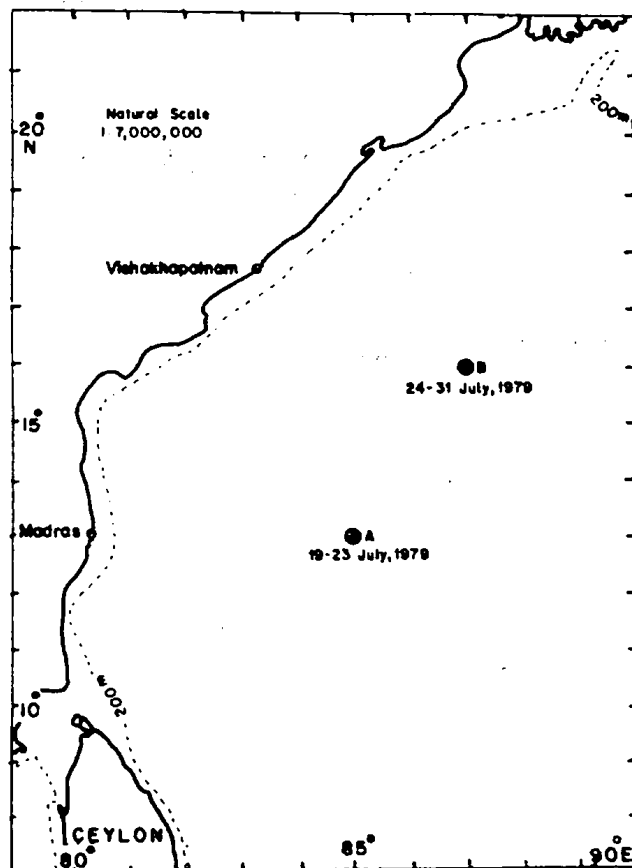 Natural Scale
1:7,000,000
20°
N
200m
Vishakhapatnam
B
24-31 July, 1979
15°
Madras
A
19-23 July, 1979
10°
200m
CEYLON
80°
85°
90°E